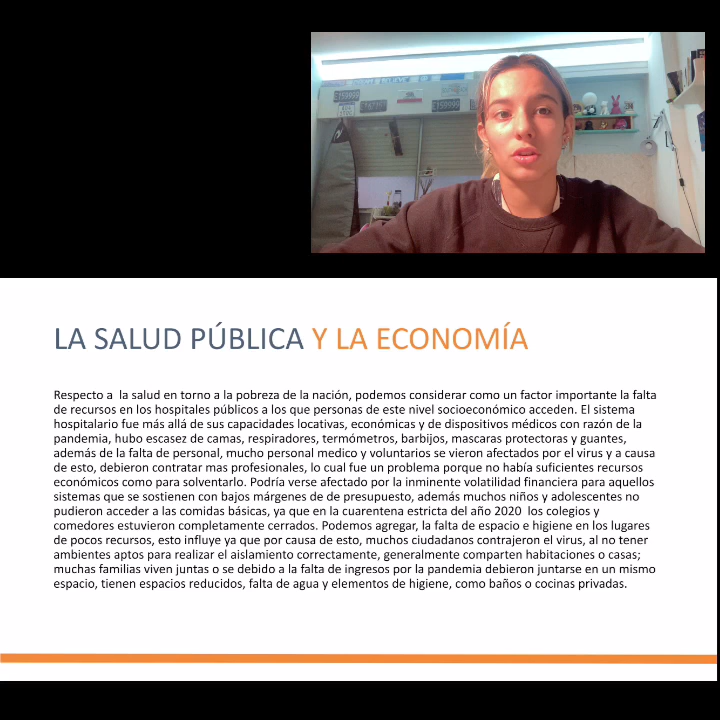 LA SALUD PÚBLICA Y LA ECONOMÍA
Respecto a  la salud en torno a la pobreza de la nación, podemos considerar como un factor importante la falta
de recursos en los hospitales públicos a los que personas de este nivel socioeconómico acceden. El sistema
hospitalario fue más allá de sus capacidades locativas, económicas y de dispositivos médicos con razón de la
pandemia, hubo escasez de camas, respiradores, termómetros, barbijos, mascaras protectoras y guantes,
además de la falta de personal, mucho personal medico y voluntarios se vieron afectados por el virus y a causa
de esto, debieron contratar mas profesionales, lo cual fue un problema porque no había suficientes recursos
económicos como para solventarlo. Podría verse afectado por la inminente volatilidad financiera para aquellos
sistemas que se sostienen con bajos márgenes de de presupuesto, además muchos niños y adolescentes no
pudieron acceder a las comidas básicas, ya que en la cuarentena estricta del año 2020  los colegios y
comedores estuvieron completamente cerrados. Podemos agregar, la falta de espacio e higiene en los lugares
de pocos recursos, esto influye ya que por causa de esto, muchos ciudadanos contrajeron el virus, al no tener
ambientes aptos para realizar el aislamiento correctamente, generalmente comparten habitaciones o casas;
muchas familias viven juntas o se debido a la falta de ingresos por la pandemia debieron juntarse en un mismo
espacio, tienen espacios reducidos, falta de agua y elementos de higiene, como baños o cocinas privadas.